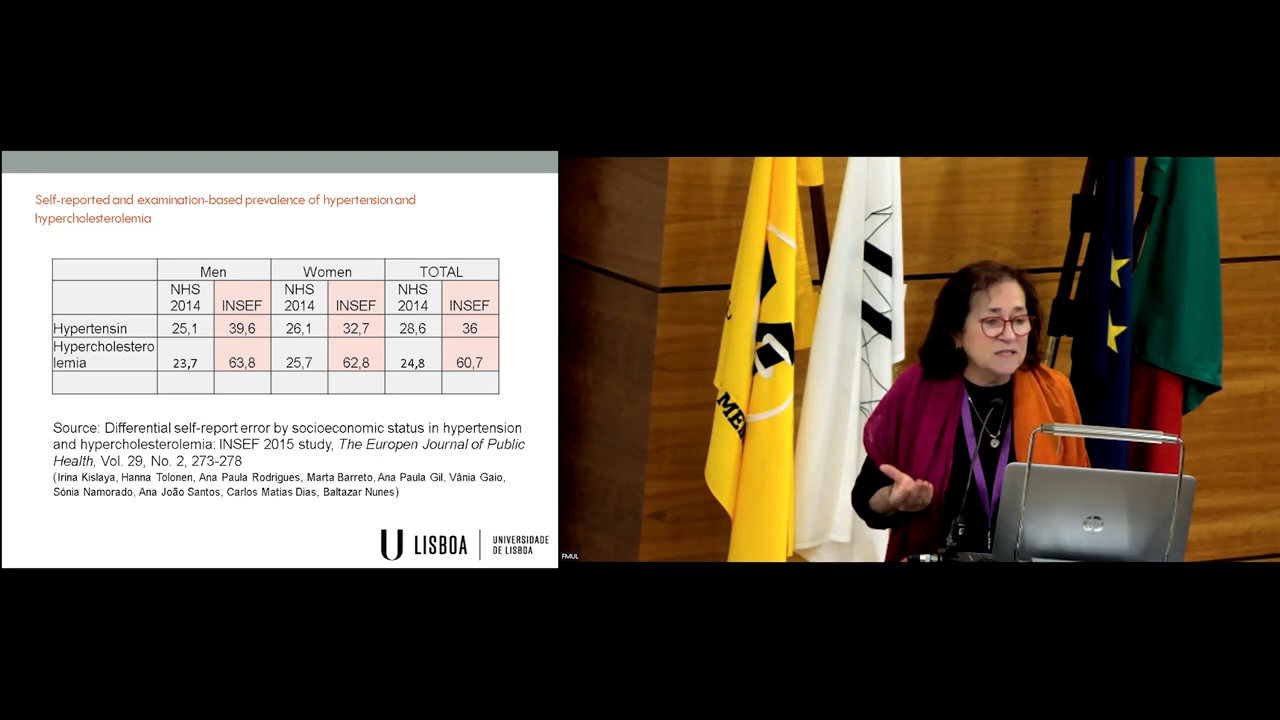 Self-reported and examination-based prevalence of hypertension and
hypercholesterolemia
Men Women TOTAL
NHS 2014 INSEF NHS 2014 INSEF NHS 2014 INSEF
Hypertensin 25,1 39,6 26,1 32,7 28,6 36
Hypercholestero
lemia 23,7 63,8 25,7 62,8 24,8 60,7
Source: Differential self-report error by socioeconomic status in hypertension
and hypercholesterolemia: INSEF 2015 study, The Europen Journal of Public
Health, Vol. 29, No. 2, 273-278
(Irina Kislaya, Hanna Tolonen, Ana Paula Rodrigues, Marta Barreto, Ana Paula Gil, Vânia Gaio,
Sónia Namorado, Ana João Santos, Carlos Matias Dias, Baltazar Nunes)
U LISBOA UNIVERSIDADE
DE LISBOA
FMUL
hp